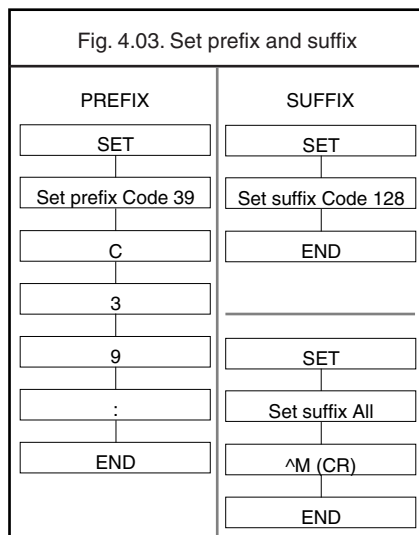 Fig. 4.03. Set prefix and suffix
PREFIX
SET
Set prefix Code 39
C
3
9
:
END
SUFFIX
SET
Set suffix Code 128
END
SET
Set suffix All
^M (CR)
END